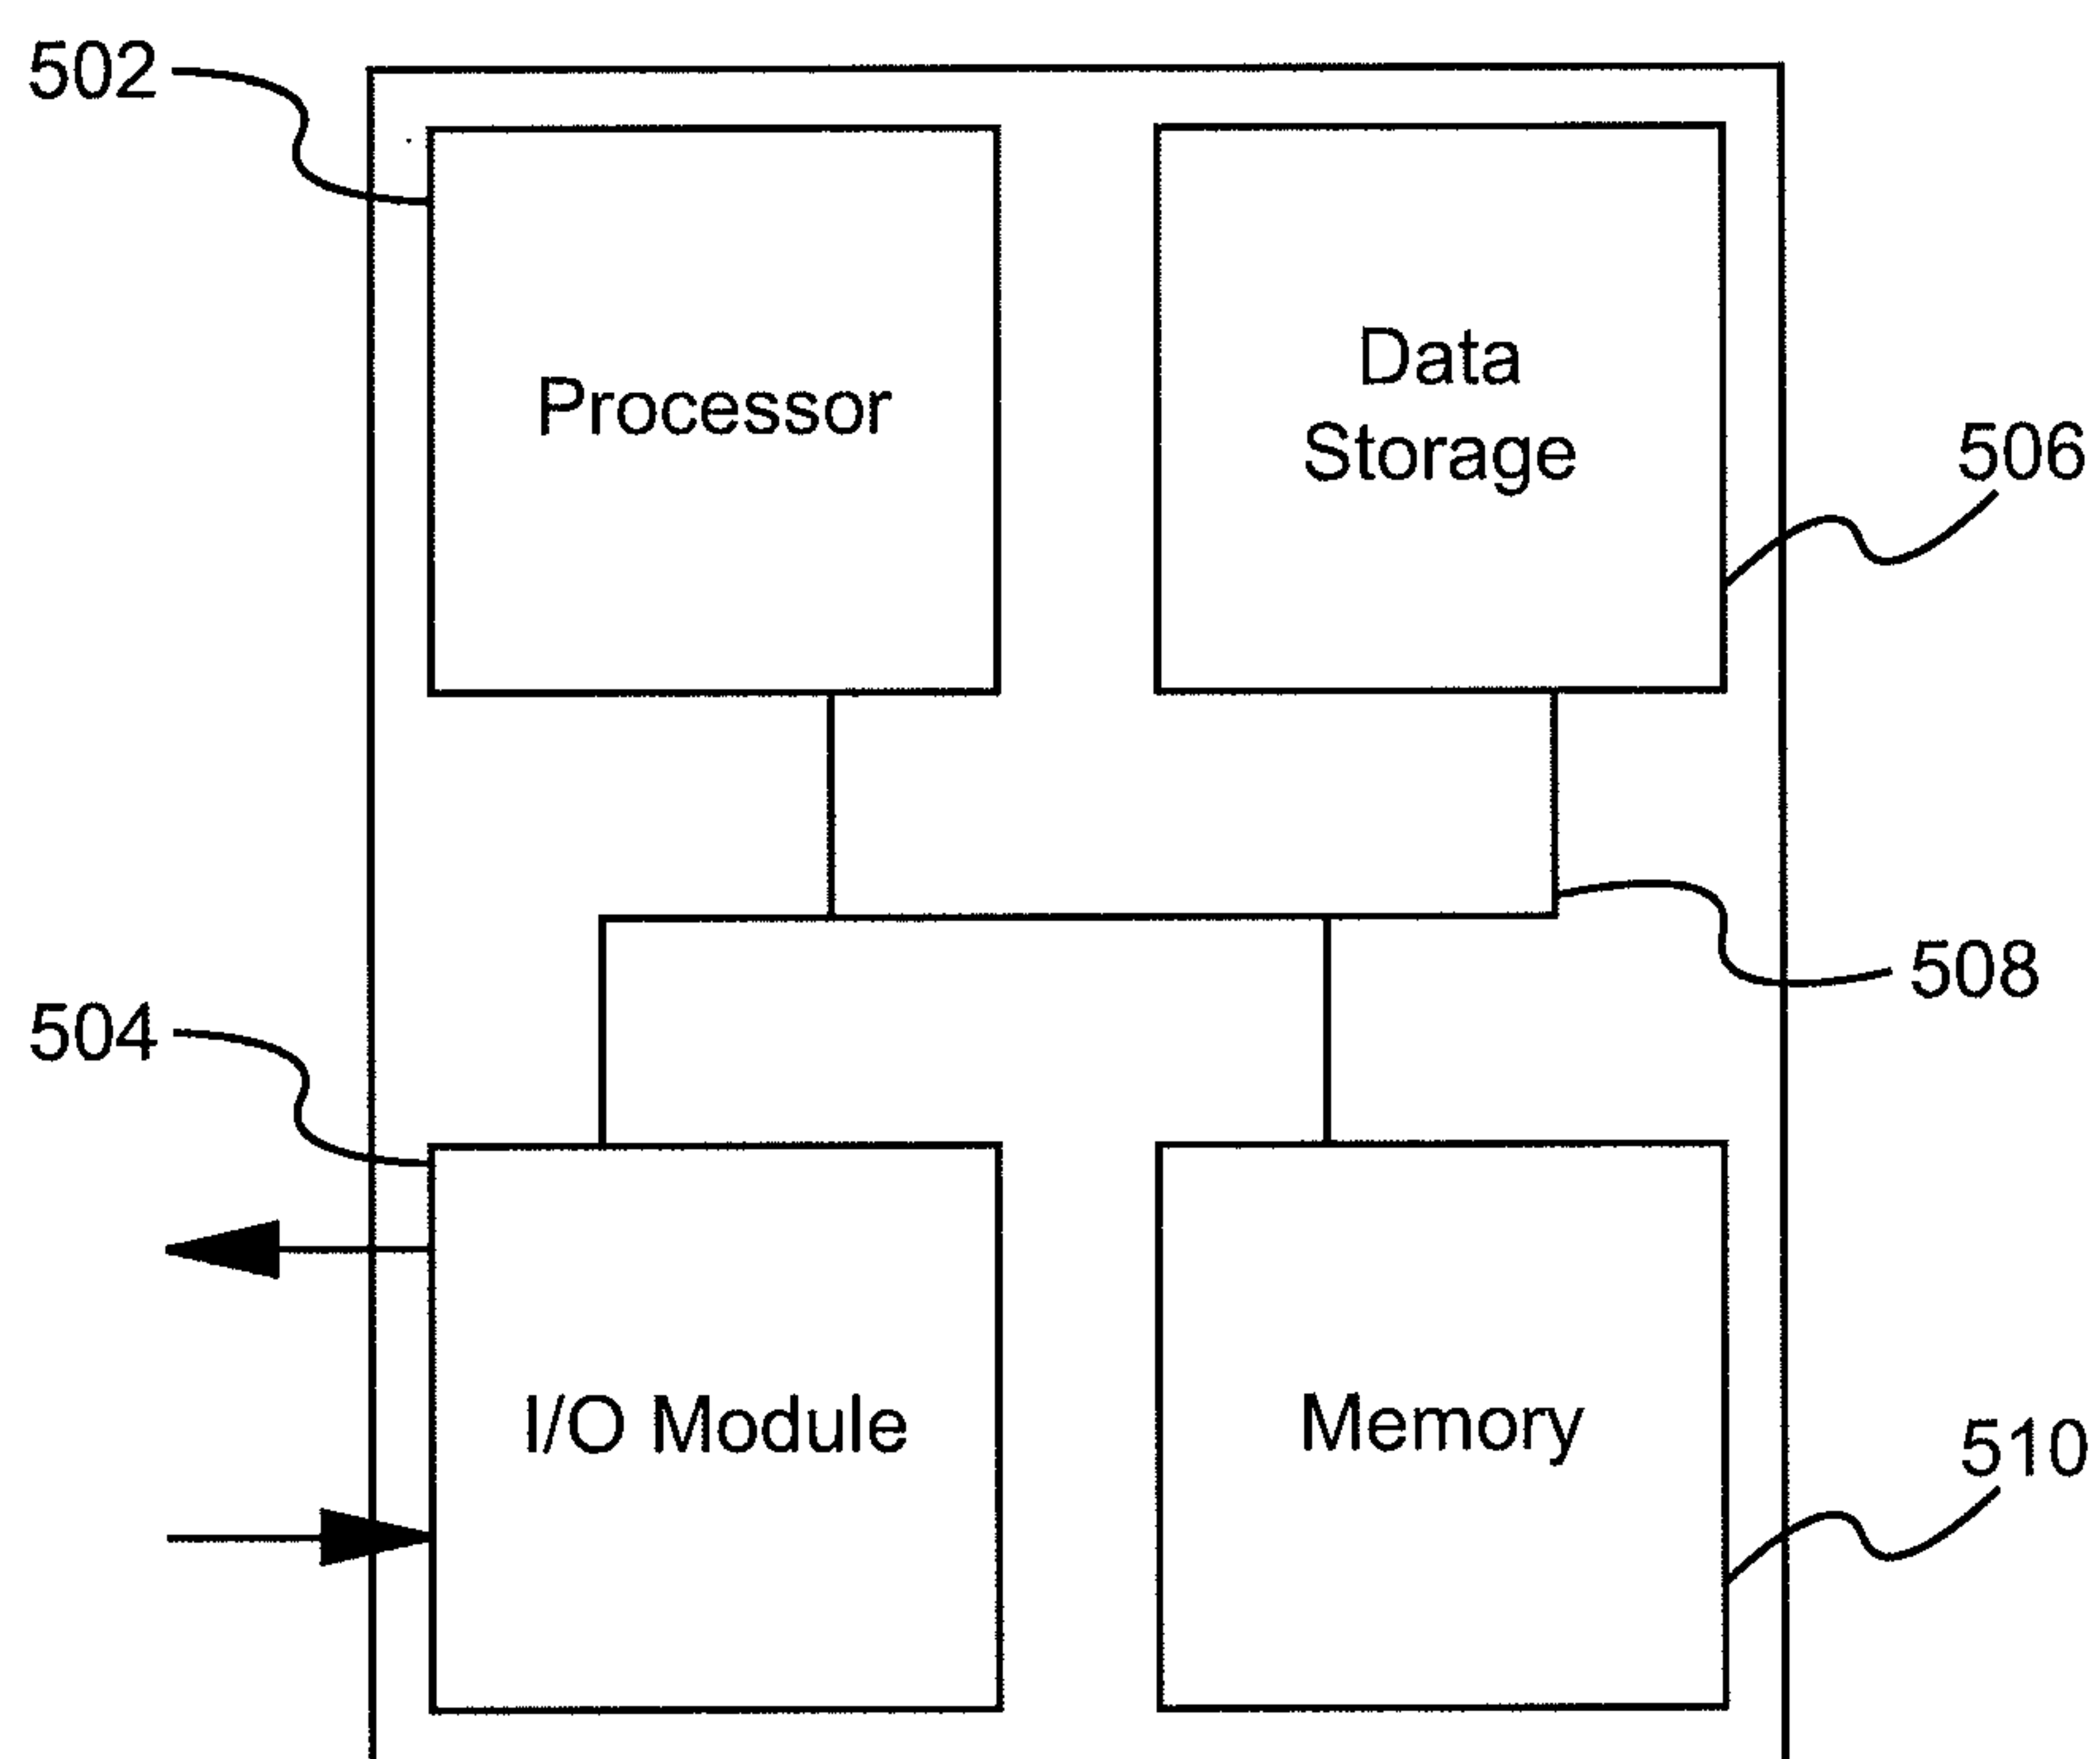 502
Processor
Data
Storage
506
508
504
I/O Module
Memory
510